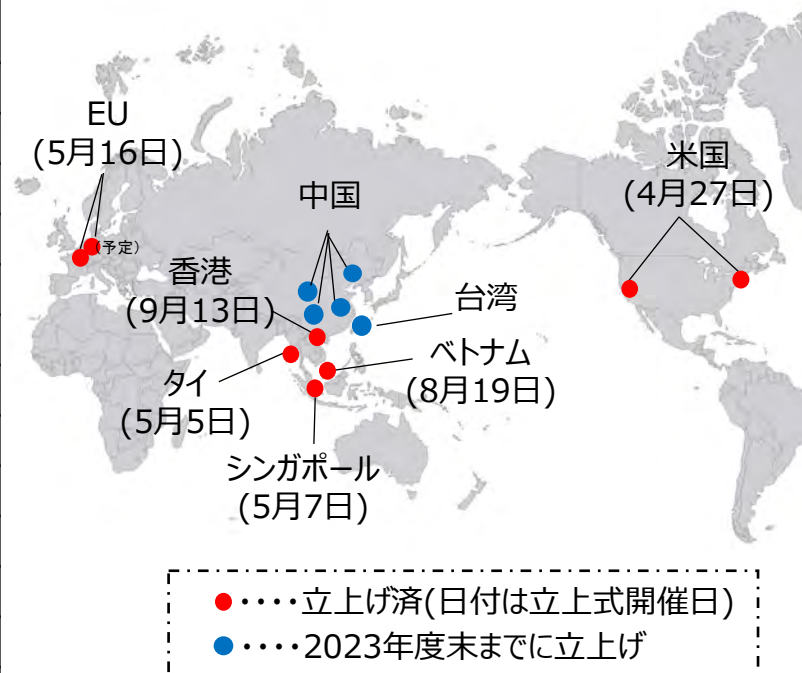 EU
(5月16日)
(予定)
中国
米国
(4月27日)
香港
(9月13日)
台湾
ベトナム
(8月19日)
タイ
(5月5日)
シンガポール
(5月7日)
●・・・・立上げ済(日付は立上式開催日)
●・・・・2023年度末までに立上げ